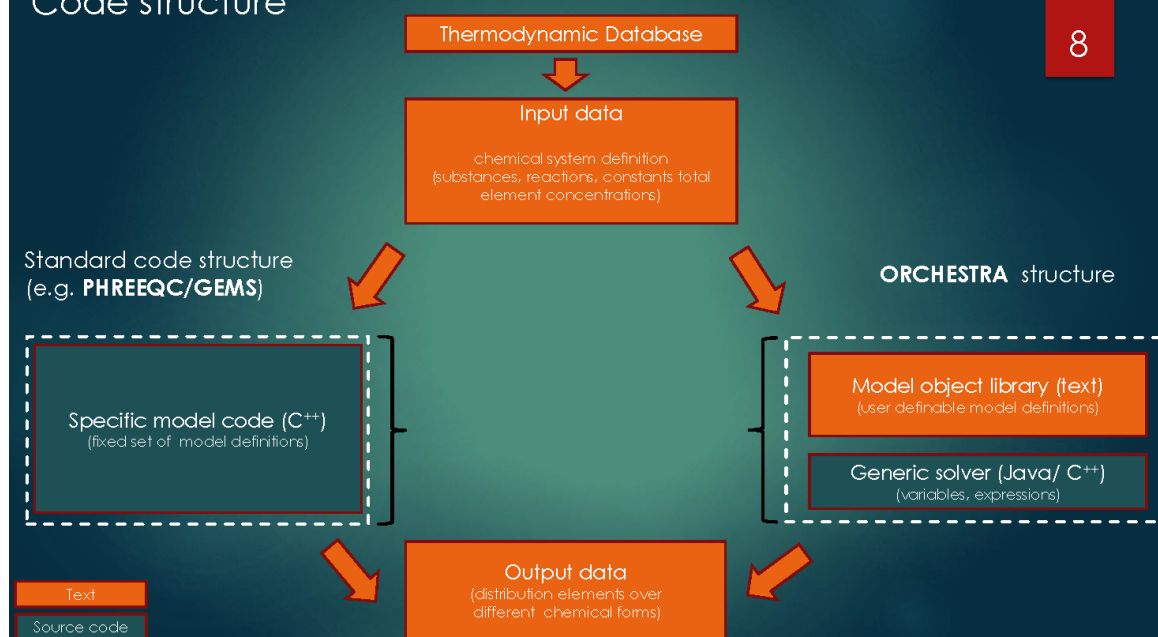 Code structure
8
Thermodynamic Database
Input data
chemical system definition
(substances, reactions, constants total
element concentrations)
Standard code structure
(e.g. PHREEQC/GEMS)
ORCHESTRA structure
Specific model code (C++)
(fixed set of model definitions)
Model object library (text)
(user definable model definitions)
Generic solver (Java/ C++)
(variables, expressions)
Output data
(distribution elements over
different chemical forms)
Text
Source code